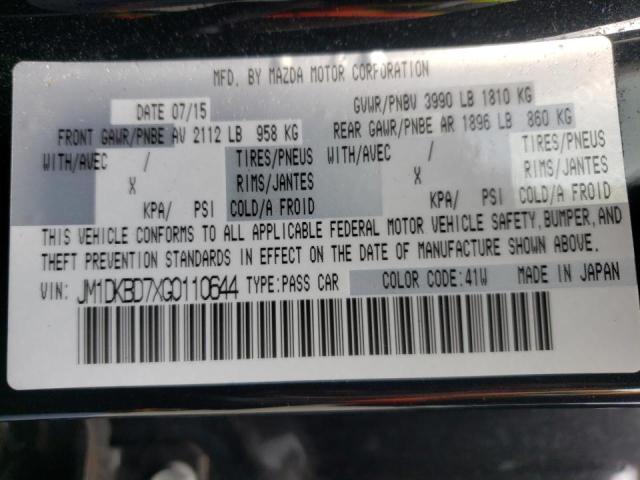 MFD. BY MAZDA MOTOR CORPORATION
DATE 07/15 GVWR/PNBV 3990 LB 1810 KG
FRONT GAWR/PNBE AV 2112 LB 958 KG REAR GAWR/PNBE AR 1896 LB 860 KG
WITH/AVEC / TIRES/PNEUS WITH/AVEC / TIRES/PNEUS
X RIMS/JANTES X RIMS/JANTES
KPA/ PSI COLD/A FROID KPA/ PSI COLD/A FROID
THIS VEHICLE CONFORMS TO ALL APPLICABLE FEDERAL MOTOR VEHICLE SAFETY, BUMPER, AND
THEFT PREVENTION STANDARDS IN EFFECT ON THE DATE OF MANUFACTURE SHOWN ABOVE.
VIN: JM1DKBD7XG0110644 TYPE: PASS CAR COLOR CODE: 41W MADE IN JAPAN